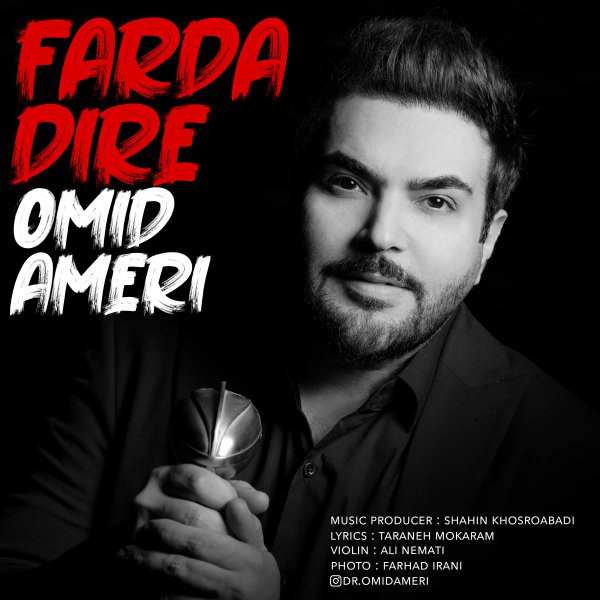 FARDA
DIRE
OMID
AMERI
MUSIC PRODUCER : SHAHIN KHOSROABADI
LYRICS : TARANEH MOKARAM
VIOLIN : ALI NEMATI
PHOTO : FARHAD IRANI
DR.OMIDAMERI